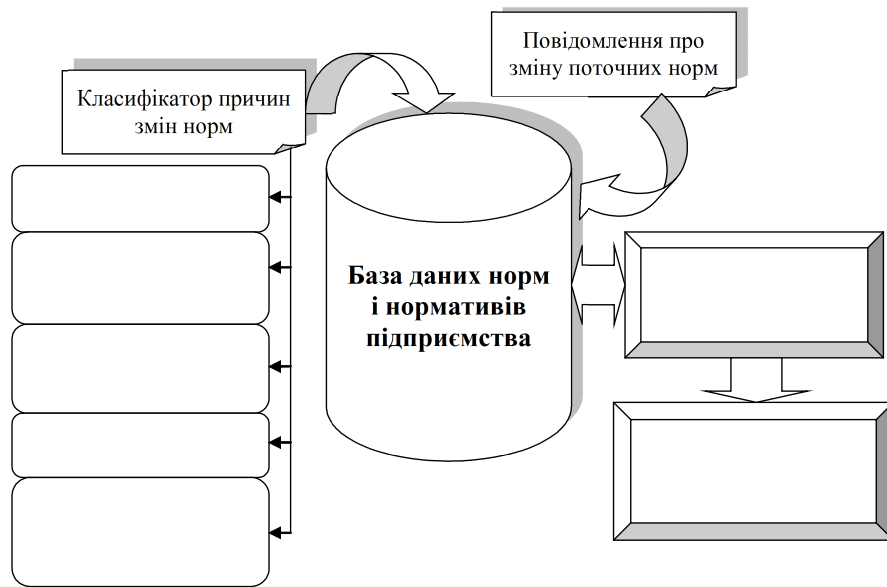 Класифікатор причин
змін норм
Повідомлення про
зміну поточних норм
База даних норм
і нормативів
підприємства